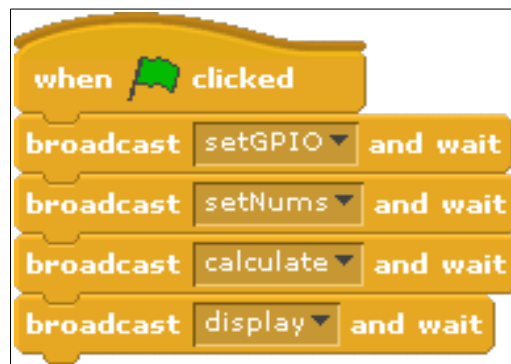 when clicked
broadcast setGPIO and wait
broadcast setNums and wait
broadcast calculate and wait
broadcast display and wait